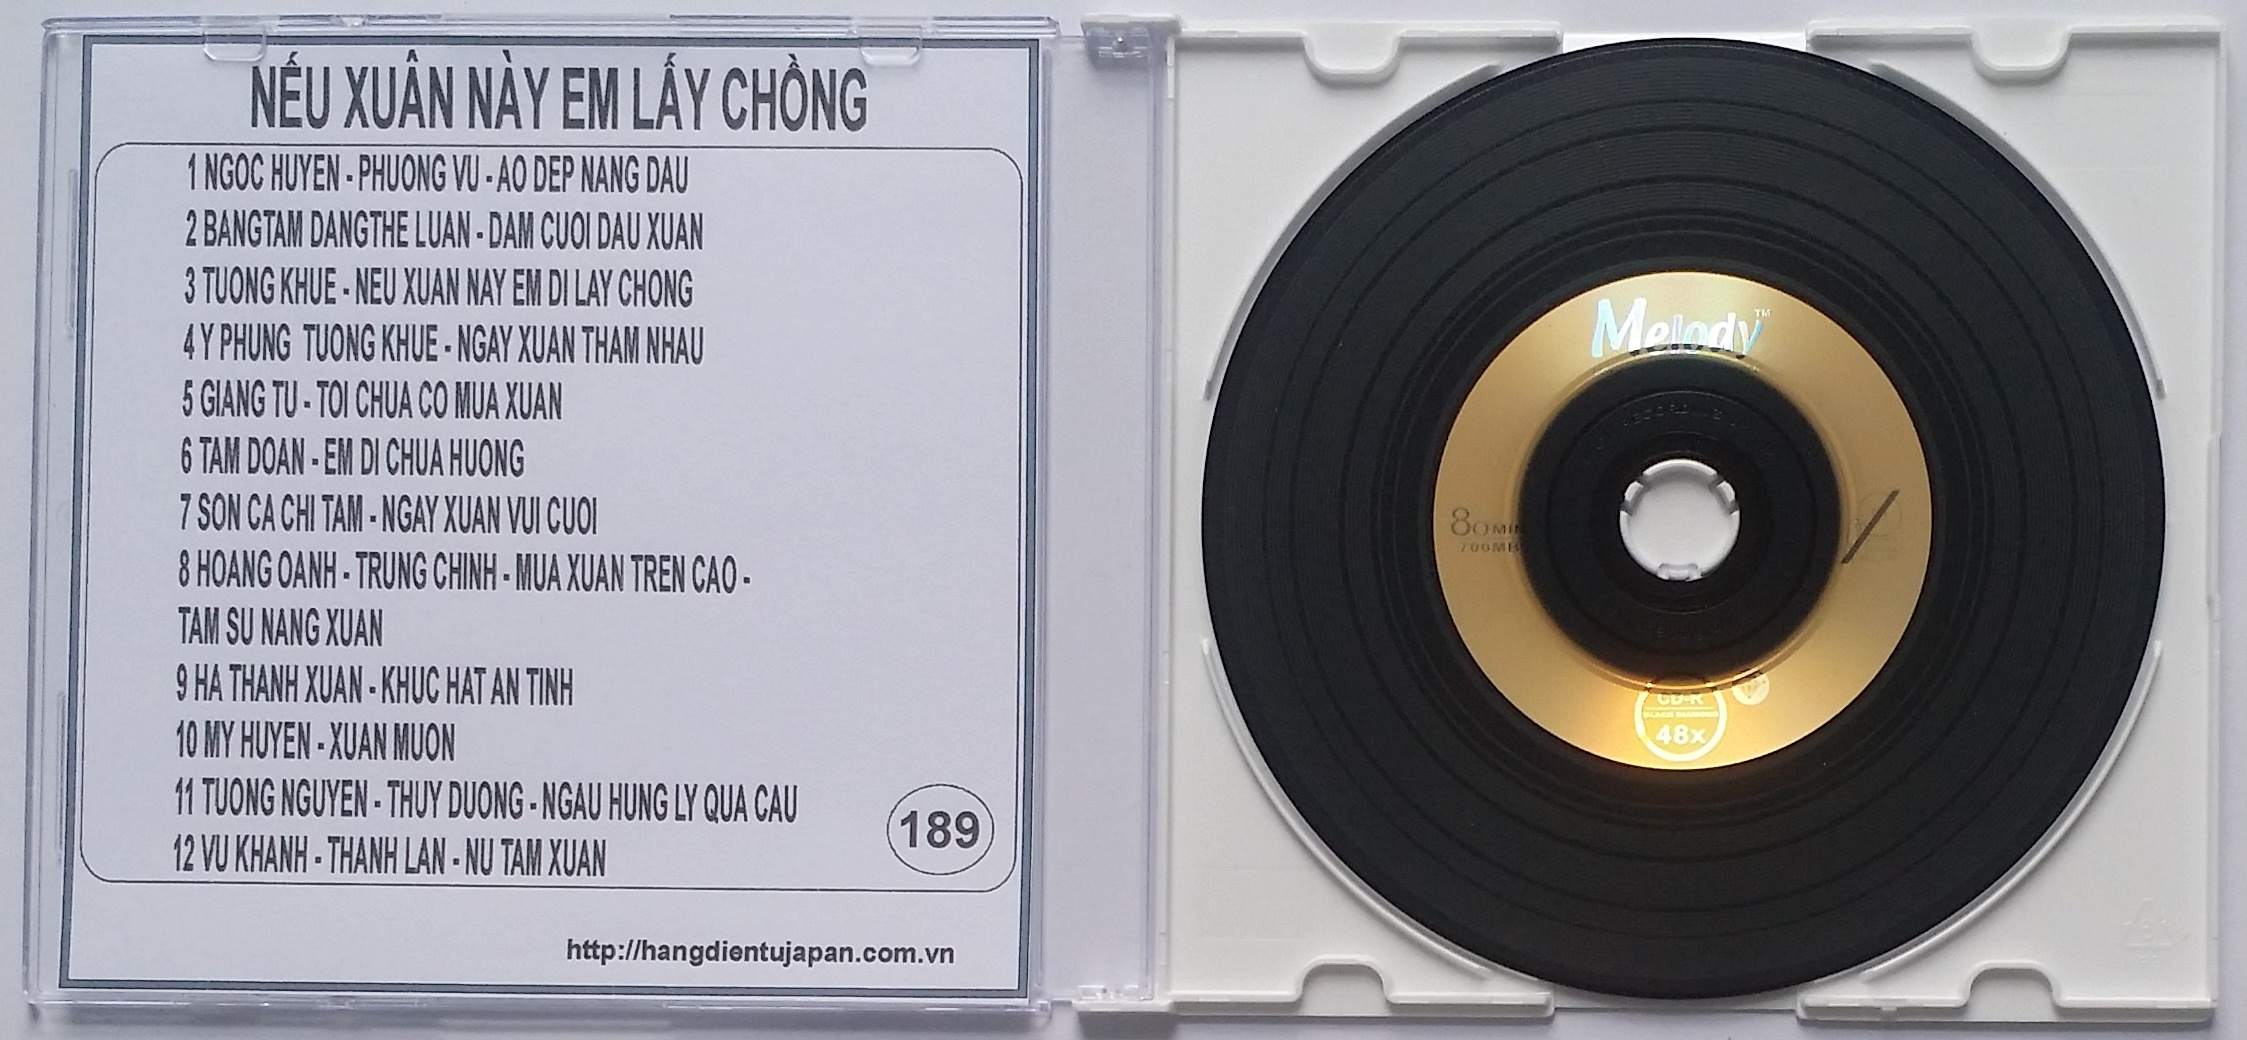 NẾU XUÂN NÀY EM LẤY CHỒNG
1 NGOC HUYEN - PHUONG VU - AO DEP NANG DAU
2 BANGTAM DANGTHE LUAN - DAM CUOI DAU XUAN
3 TUONG KHUE - NEU XUAN NAY EM DI LAY CHONG
4 Y PHUNG TUONG KHUE - NGAY XUAN THAM NHAU
5 GIANG TU - TOI CHUA CO MUA XUAN
6 TAM DOAN - EM DI CHUA HUONG
7 SON CA CHI TAM - NGAY XUAN VUI CUOI
8 HOANG OANH - TRUNG CHINH - MUA XUAN TREN CAO -
TAM SU NANG XUAN
9 HA THANH XUAN - KHUC HAT AN TINH
10 MY HUYEN - XUAN MUON
11 TUONG NGUYEN - THUY DUONG - NGAU HUNG LY QUA CAU
12 VU KHANH - THANH LAN - NU TAM XUAN
189
http://hangdientujapan.com.vn
Melody™
80 MIN
700MB
CD-R
BLACK DIAMOND
48x